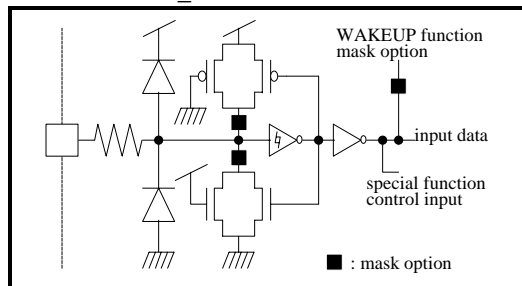 WAKEUP function
mask option
input data
special function
control input
: mask option